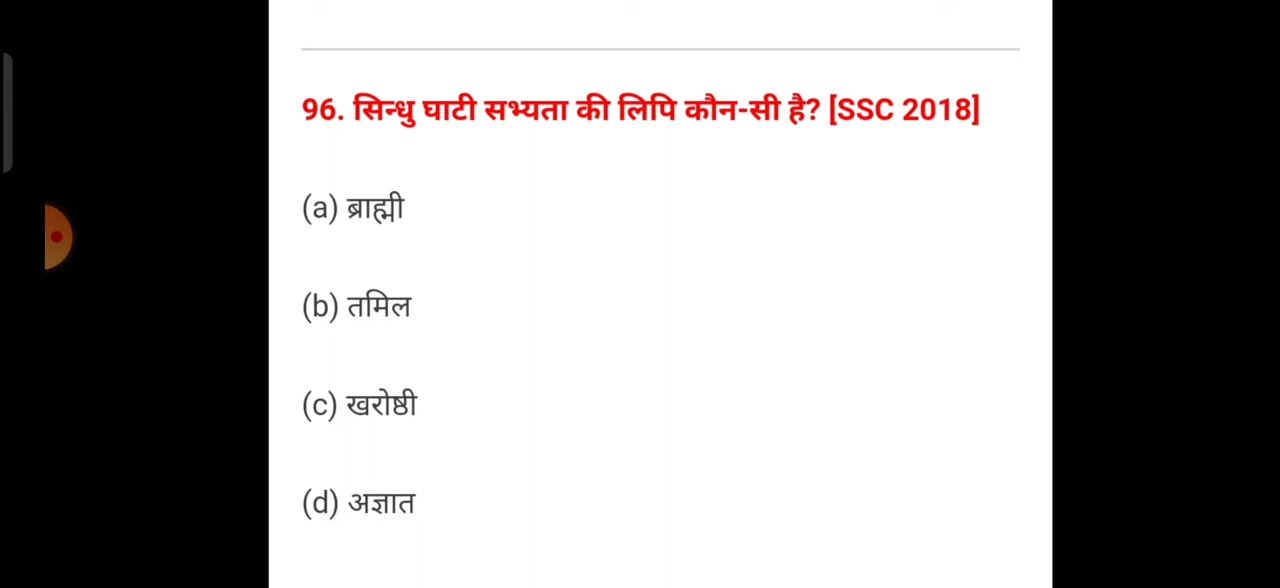 96. सिन्धु घाटी सभ्यता की लिपि कौन-सी है? [SSC 2018]
(a) ब्राह्मी
(b) तमिल
(c) खरोष्ठी
(d) अज्ञात